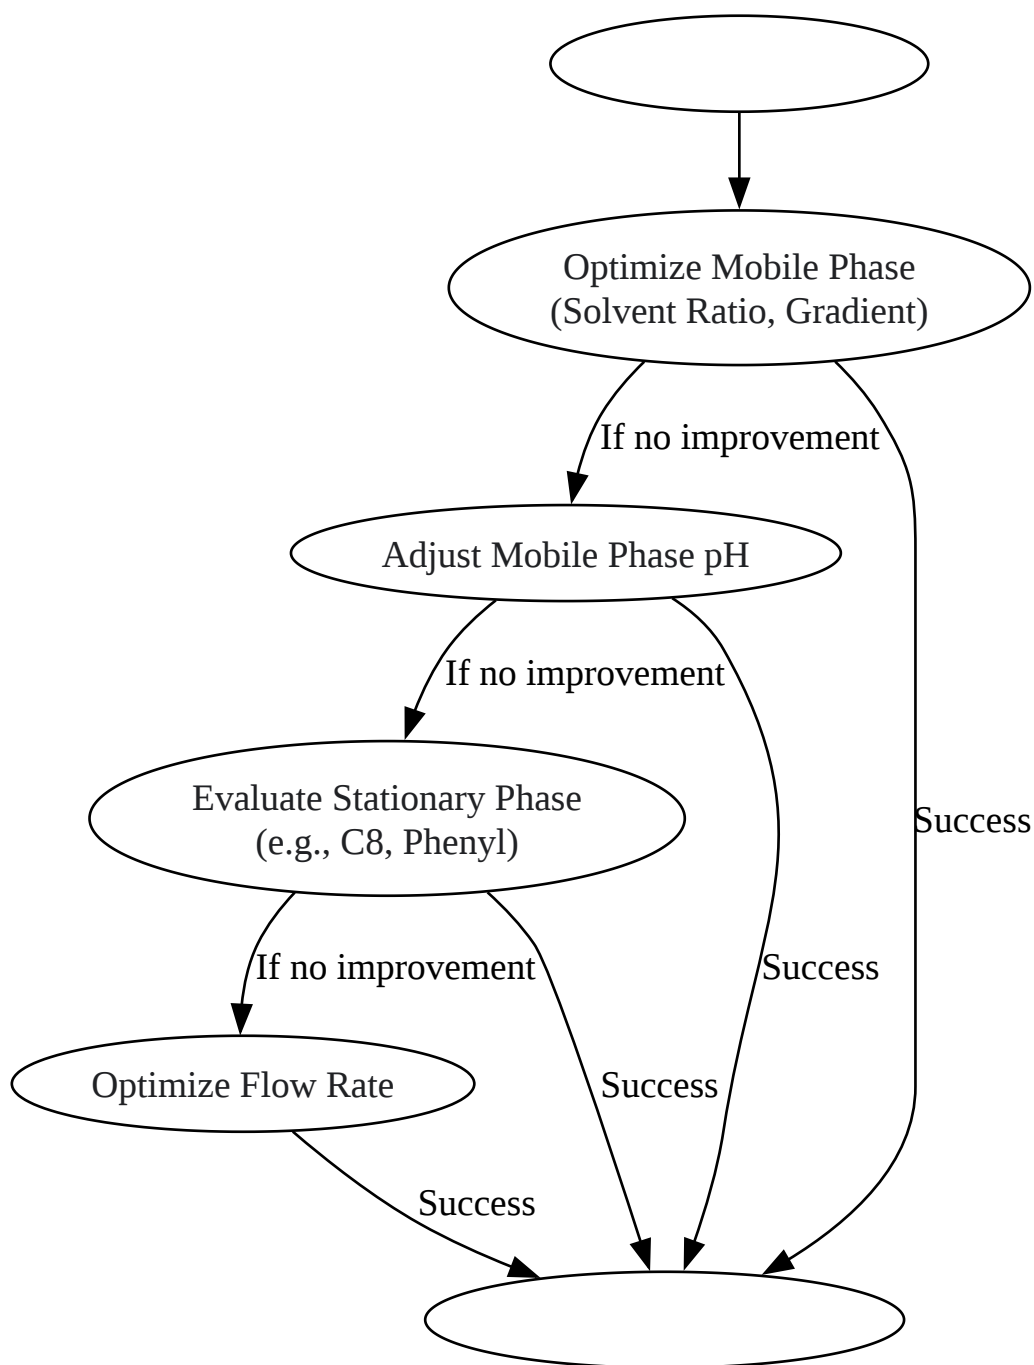 Optimize Mobile Phase
(Solvent Ratio, Gradient)
If no improvement
Adjust Mobile Phase pH
If no improvement
Evaluate Stationary Phase
(e.g., C8, Phenyl)
Success
If no improvement
Success
Optimize Flow Rate
Success
Success